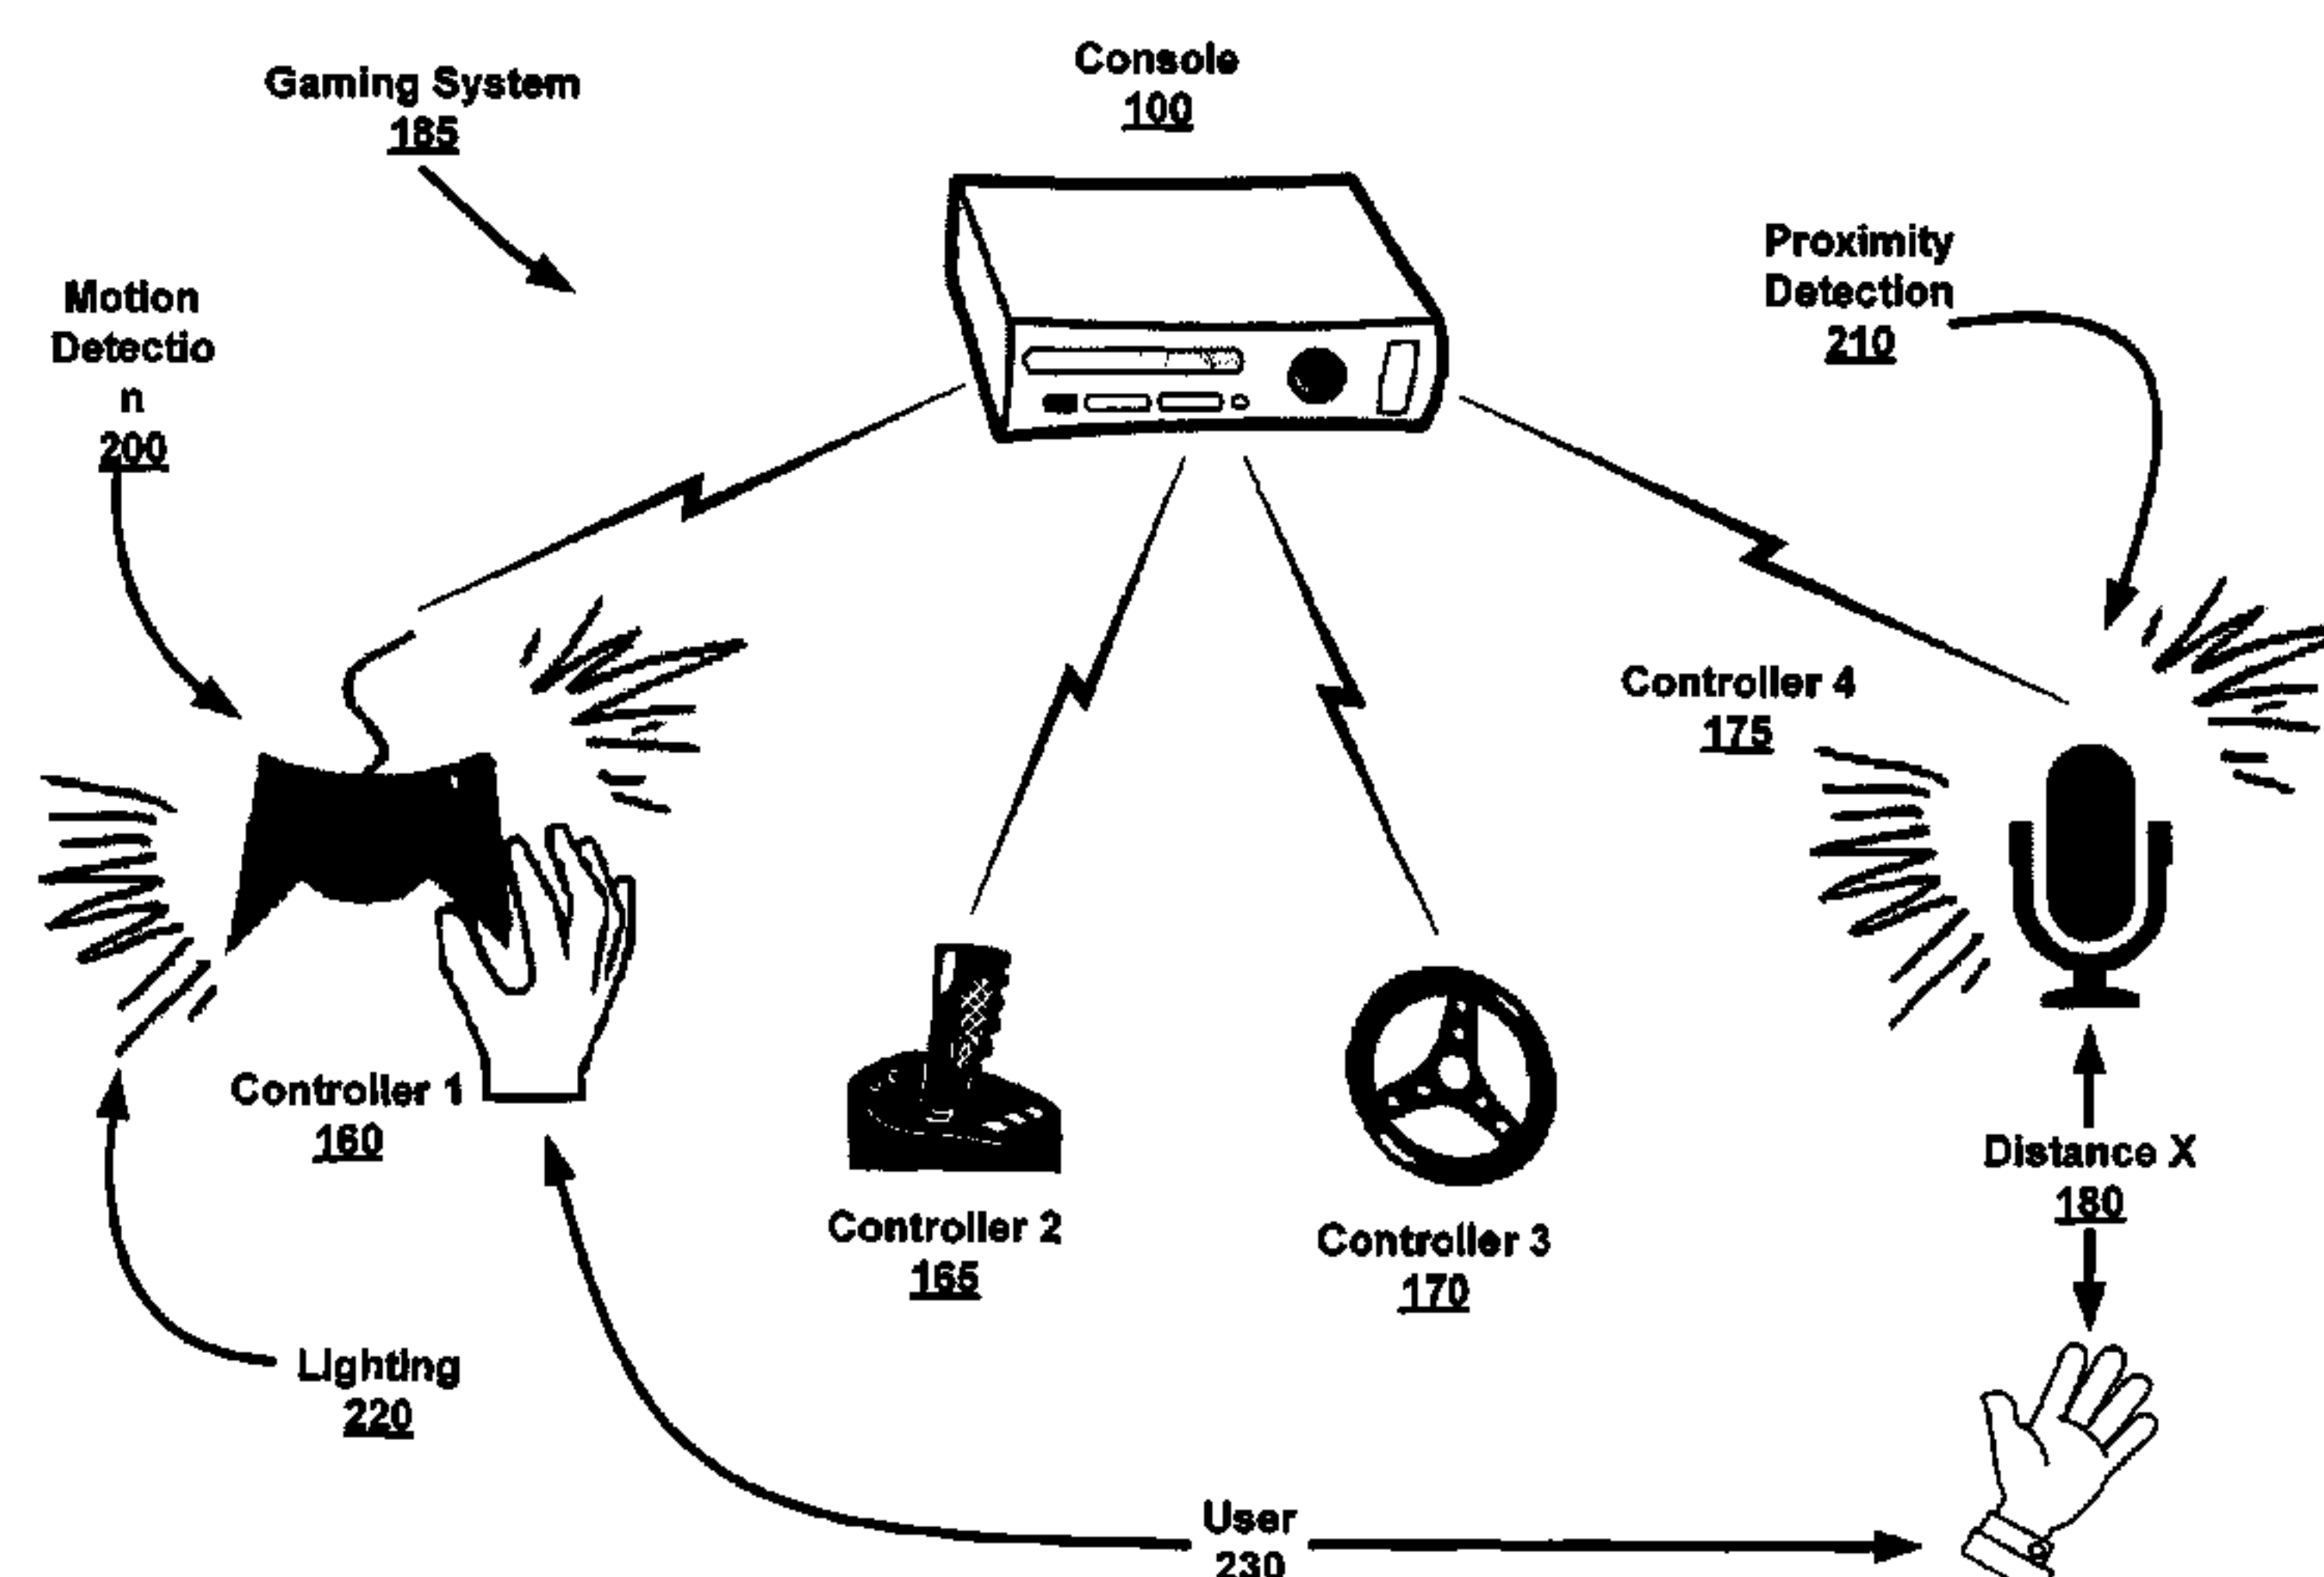 Console
100
Gaming System
185
Proximity
Detection
210
Motion
Detectio
n
200
Controller 4
175
Controller 1
160
Distance X
180
Controller 2
165
Controller 3
170
Lighting
220
User
230